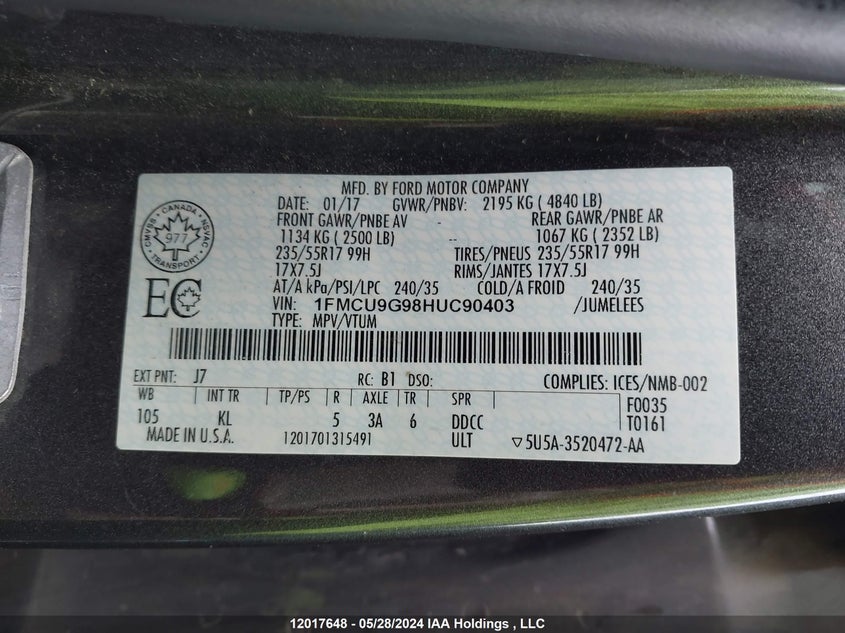 MFD. BY FORD MOTOR COMPANY
DATE: 01/17 GVWR/PNBV: 2195 KG ( 4840 LB)
FRONT GAWR/PNBE AV - REAR GAWR/PNBE AR
1134 KG ( 2500 LB) -- 1067 KG ( 2352 LB)
235/55R17 99H TIRES/PNEUS 235/55R17 99H
17X7.5J RIMS/JANTES 17X7.5J
AT/A kPa/PSI/LPC 240/35 COLD/A FROID 240/35
VIN: 1FMCU9G98HUC90403 /JUMELEES
TYPE: MPV/VTUM
CANADA
CMVSS 977 NSVAC
TRANSPORT
EC
EXT PNT: J7 RC: B1 DSO: COMPLIES: ICES/NMB-002
WB INT TR TP/PS R AXLE TR SPR F0035
105 KL 5 3A 6 DDCC T0161
MADE IN U.S.A. 1201701315491 ULT ▽5U5A-3520472-AA
12017648 - 05/28/2024 IAA Holdings , LLC